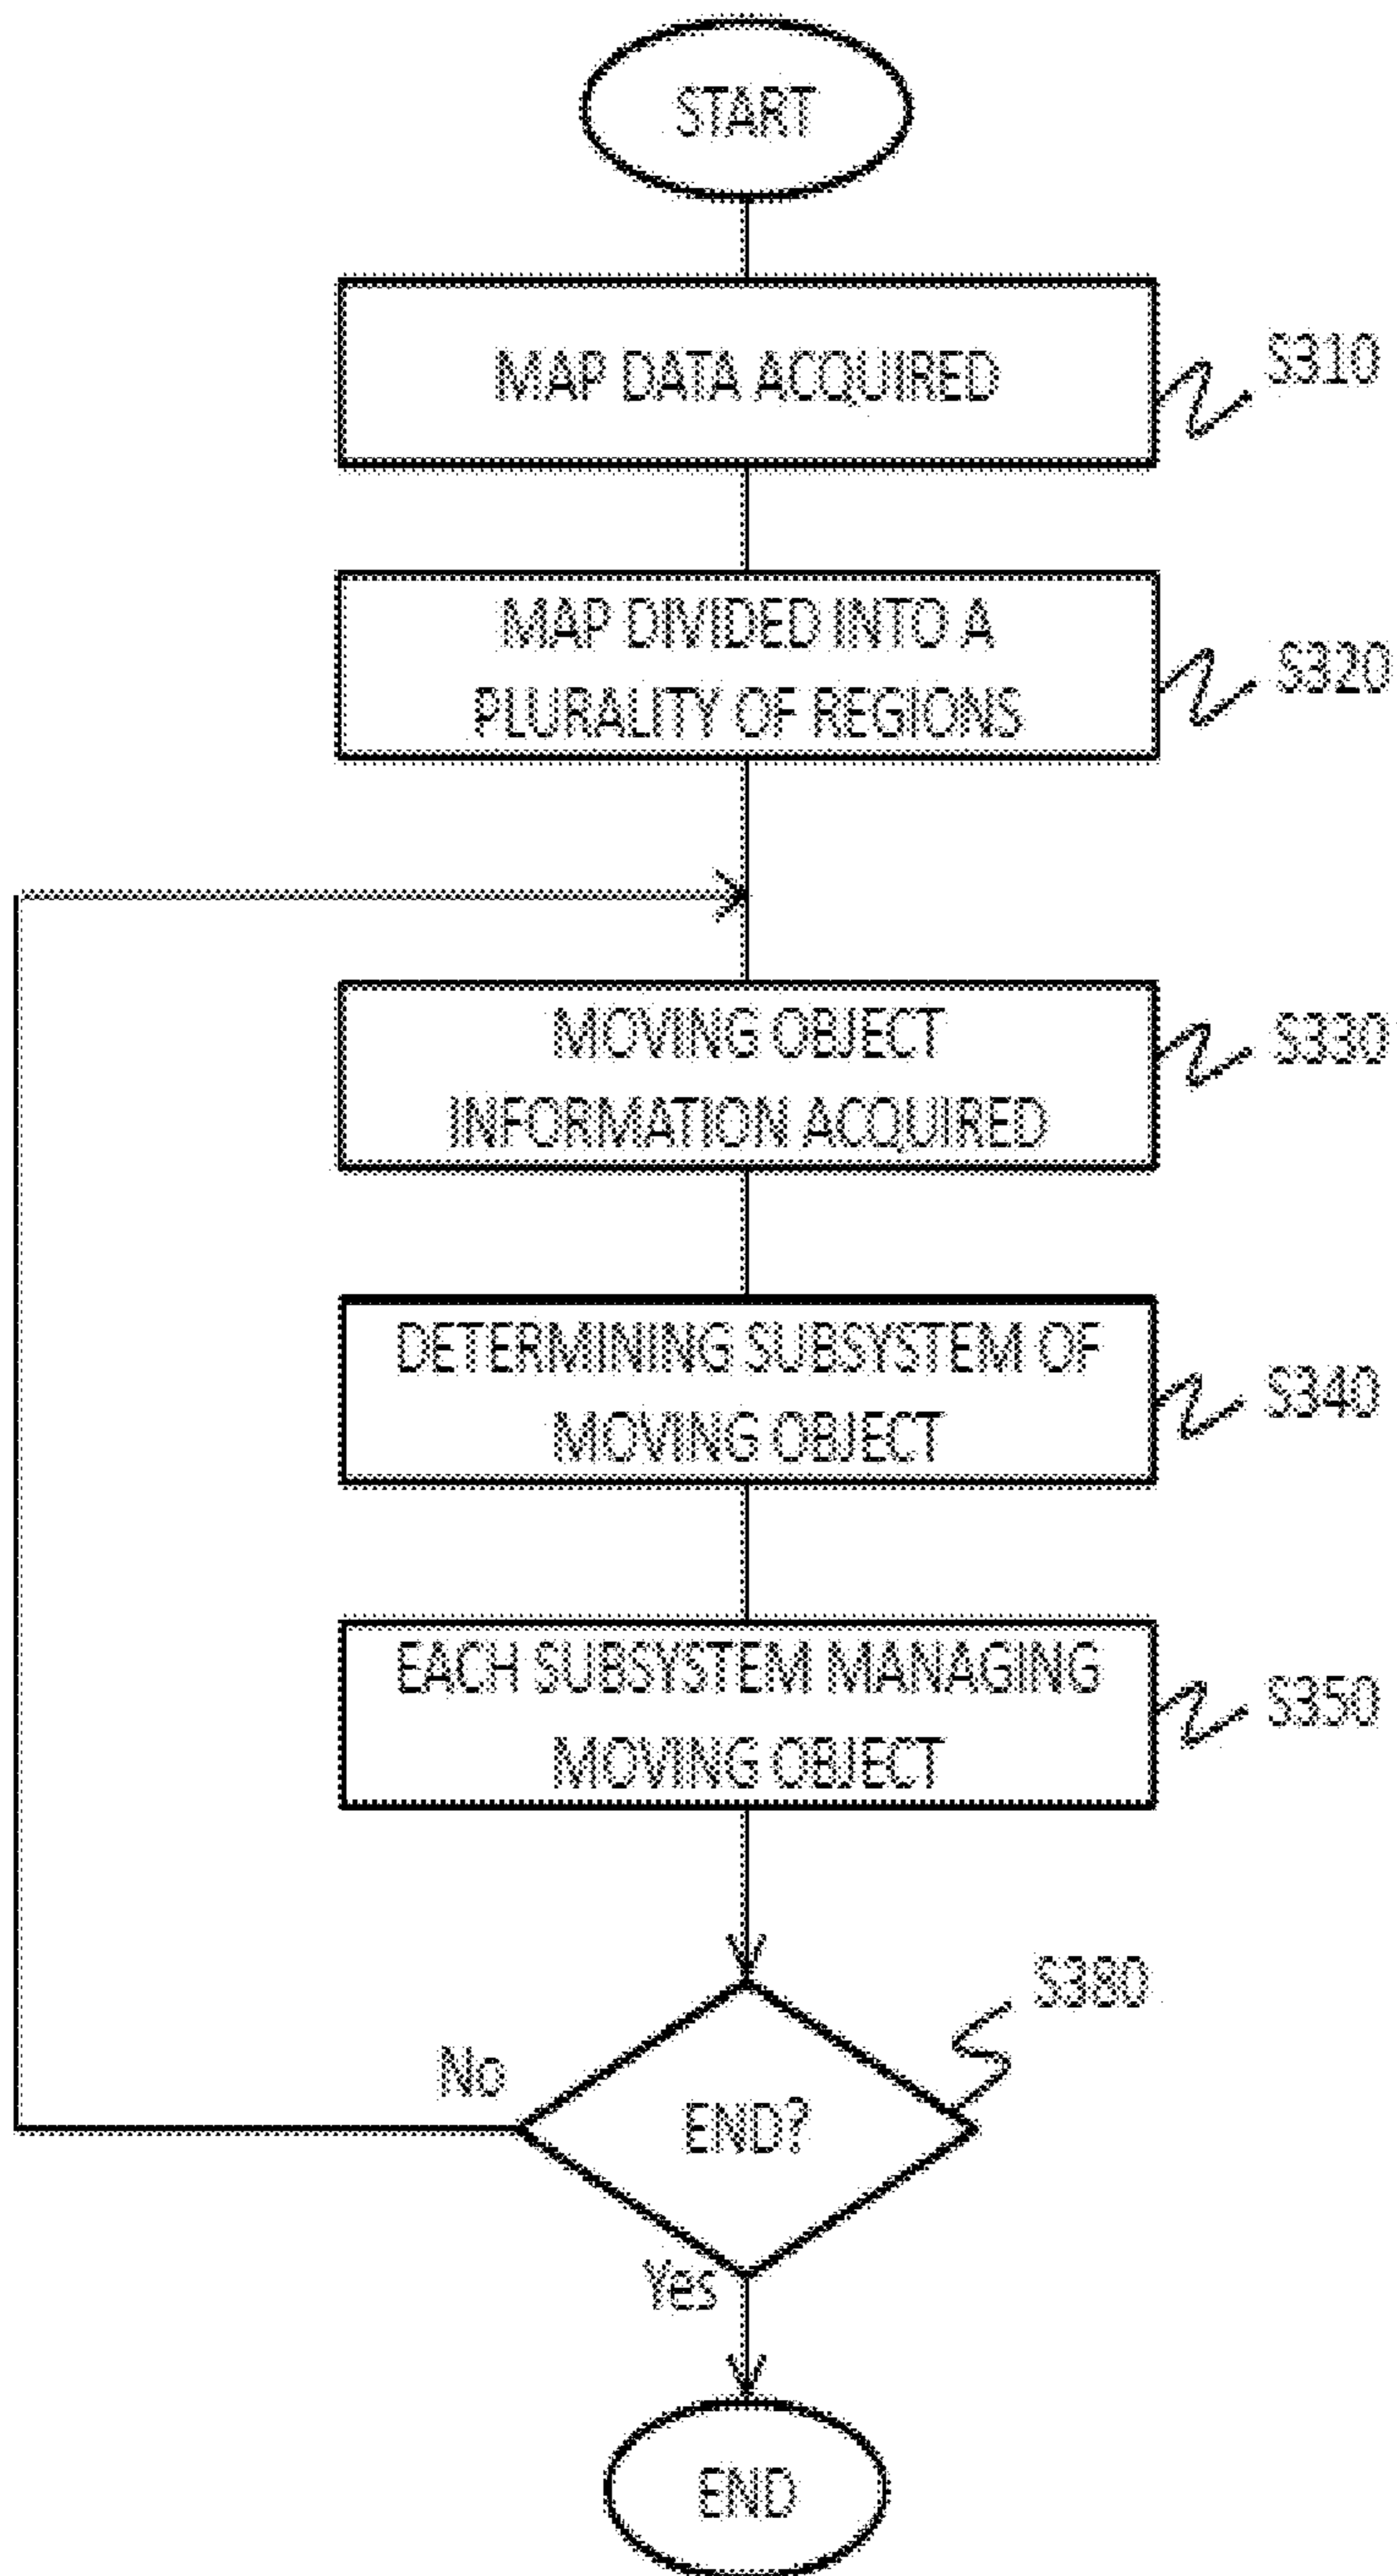 START
MAP DATA ACQUIRED
S310
MAP DIVIDED INTO A
PLURALITY OF REGIONS
S320
MOVING OBJECT
INFORMATION ACQUIRED
S330
DETERMINING SUBSYSTEM OF
MOVING OBJECT
S340
EACH SUBSYSTEM MANAGING
MOVING OBJECT
S350
S380
No
END?
Yes
END